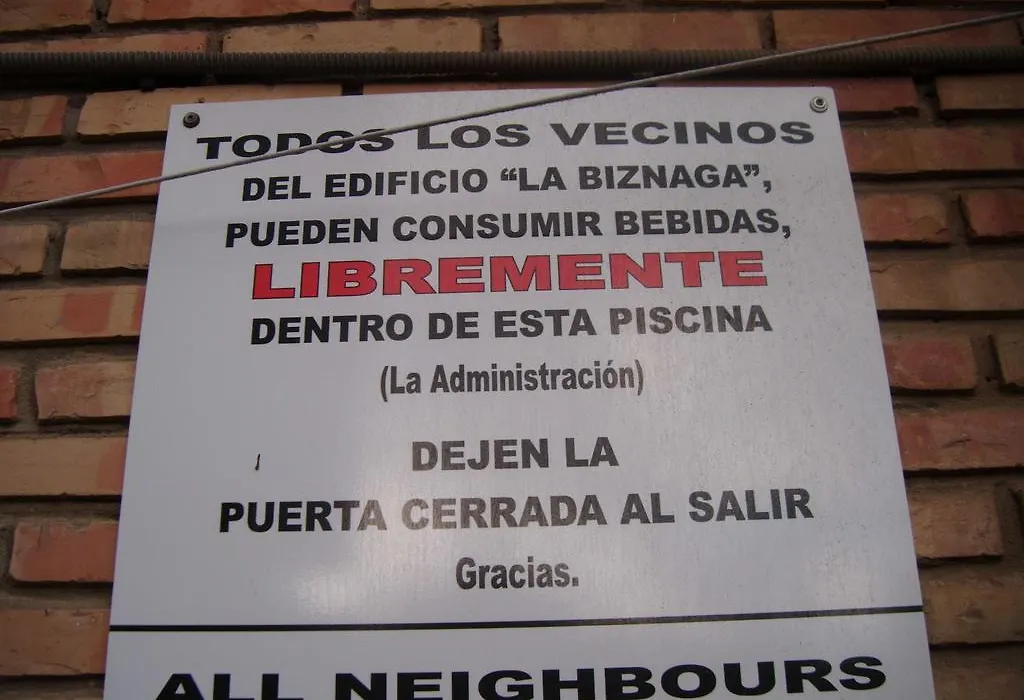 TODOS LOS VECINOS
DEL EDIFICIO “LA BIZNAGA”,
PUEDEN CONSUMIR BEBIDAS,
LIBREMENTE
DENTRO DE ESTA PISCINA
(La Administración)
DEJEN LA
PUERTA CERRADA AL SALIR
Gracias.
ALL NEIGHBOURS